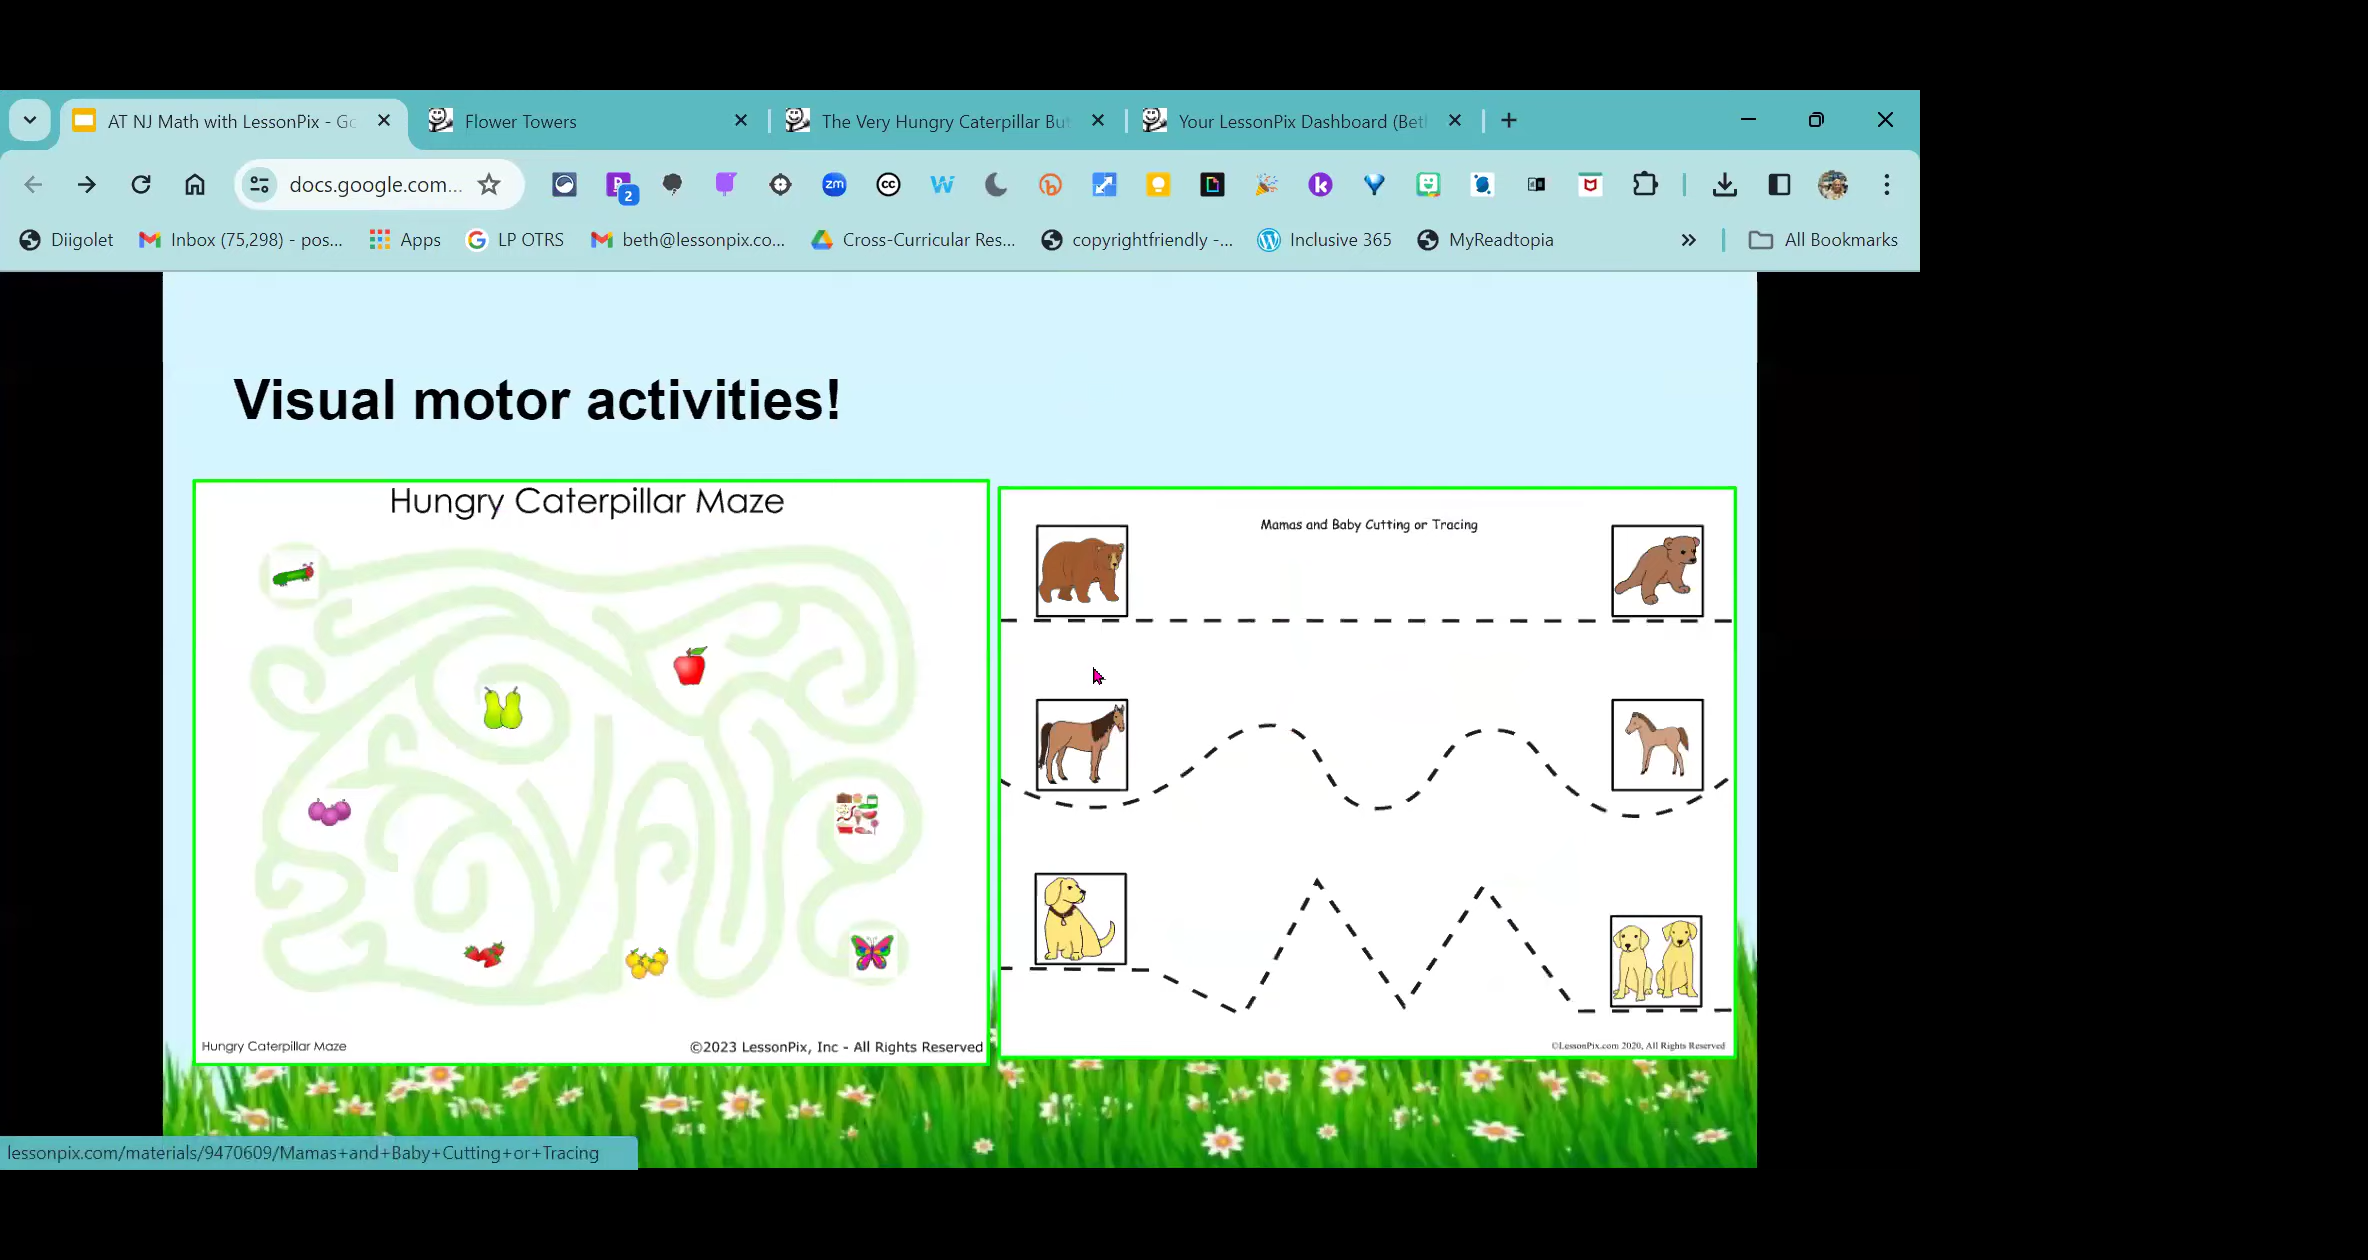 AT NJ Math with LessonPix - Go
Flower Towers
The Very Hungry Caterpillar But
Your LessonPix Dashboard (Bet
docs.google.com...
2
zm
cc
Diigolet
Inbox (75,298) - pos...
Apps
LP OTRS
beth@lessonpix.co...
Cross-Curricular Res...
copyrightfriendly -...
Inclusive 365
MyReadtopia
All Bookmarks
Visual motor activities!
Hungry Caterpillar Maze
Hungry Caterpillar Maze
©2023 LessonPix, Inc - All Rights Reserved
Mamas and Baby Cutting or Tracing
©LessonPix.com 2020, All Rights Reserved
lessonpix.com/materials/9470609/Mamas+and+Baby+Cutting+or+Tracing